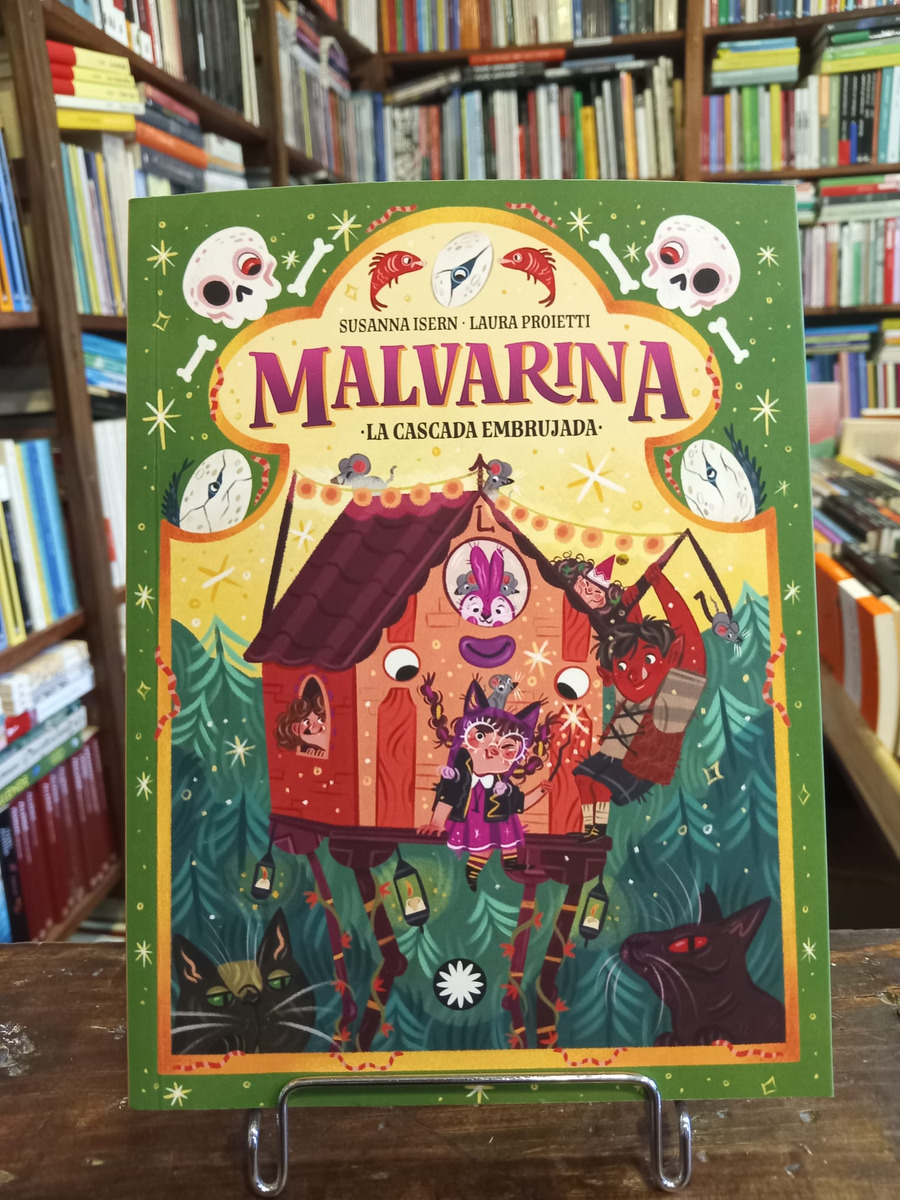 SUSANNA ISERN · LAURA PROIETTI
MALVARINA
·LA CASCADA EMBRUJADA·